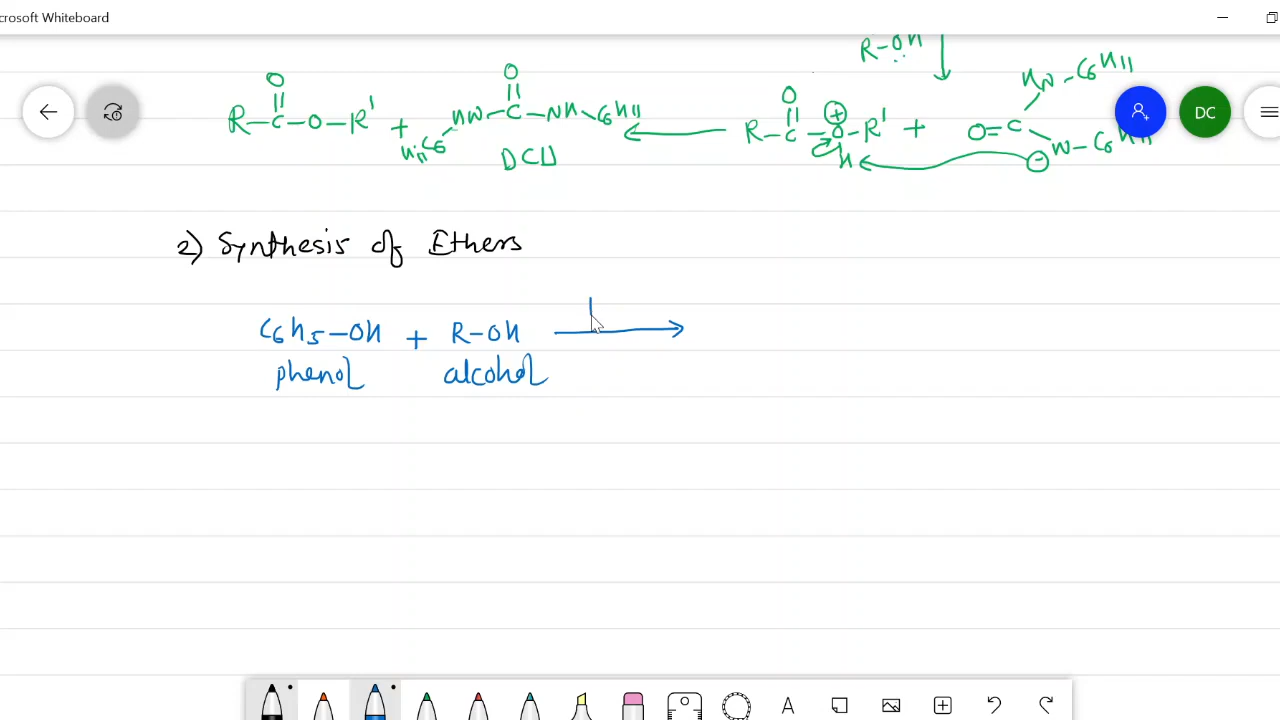 crosoft Whiteboard
R-OH
O
R-C-O-R' + H11C6 HN-C-NH-C6H11
O
DCU
O
R-C-O-R' + O=C
⊕
H
HN-C6H11
N-C6H11
⊖
DC
2) Synthesis of Ethers
C6H5-OH + R-OH
phenol alcohol
A